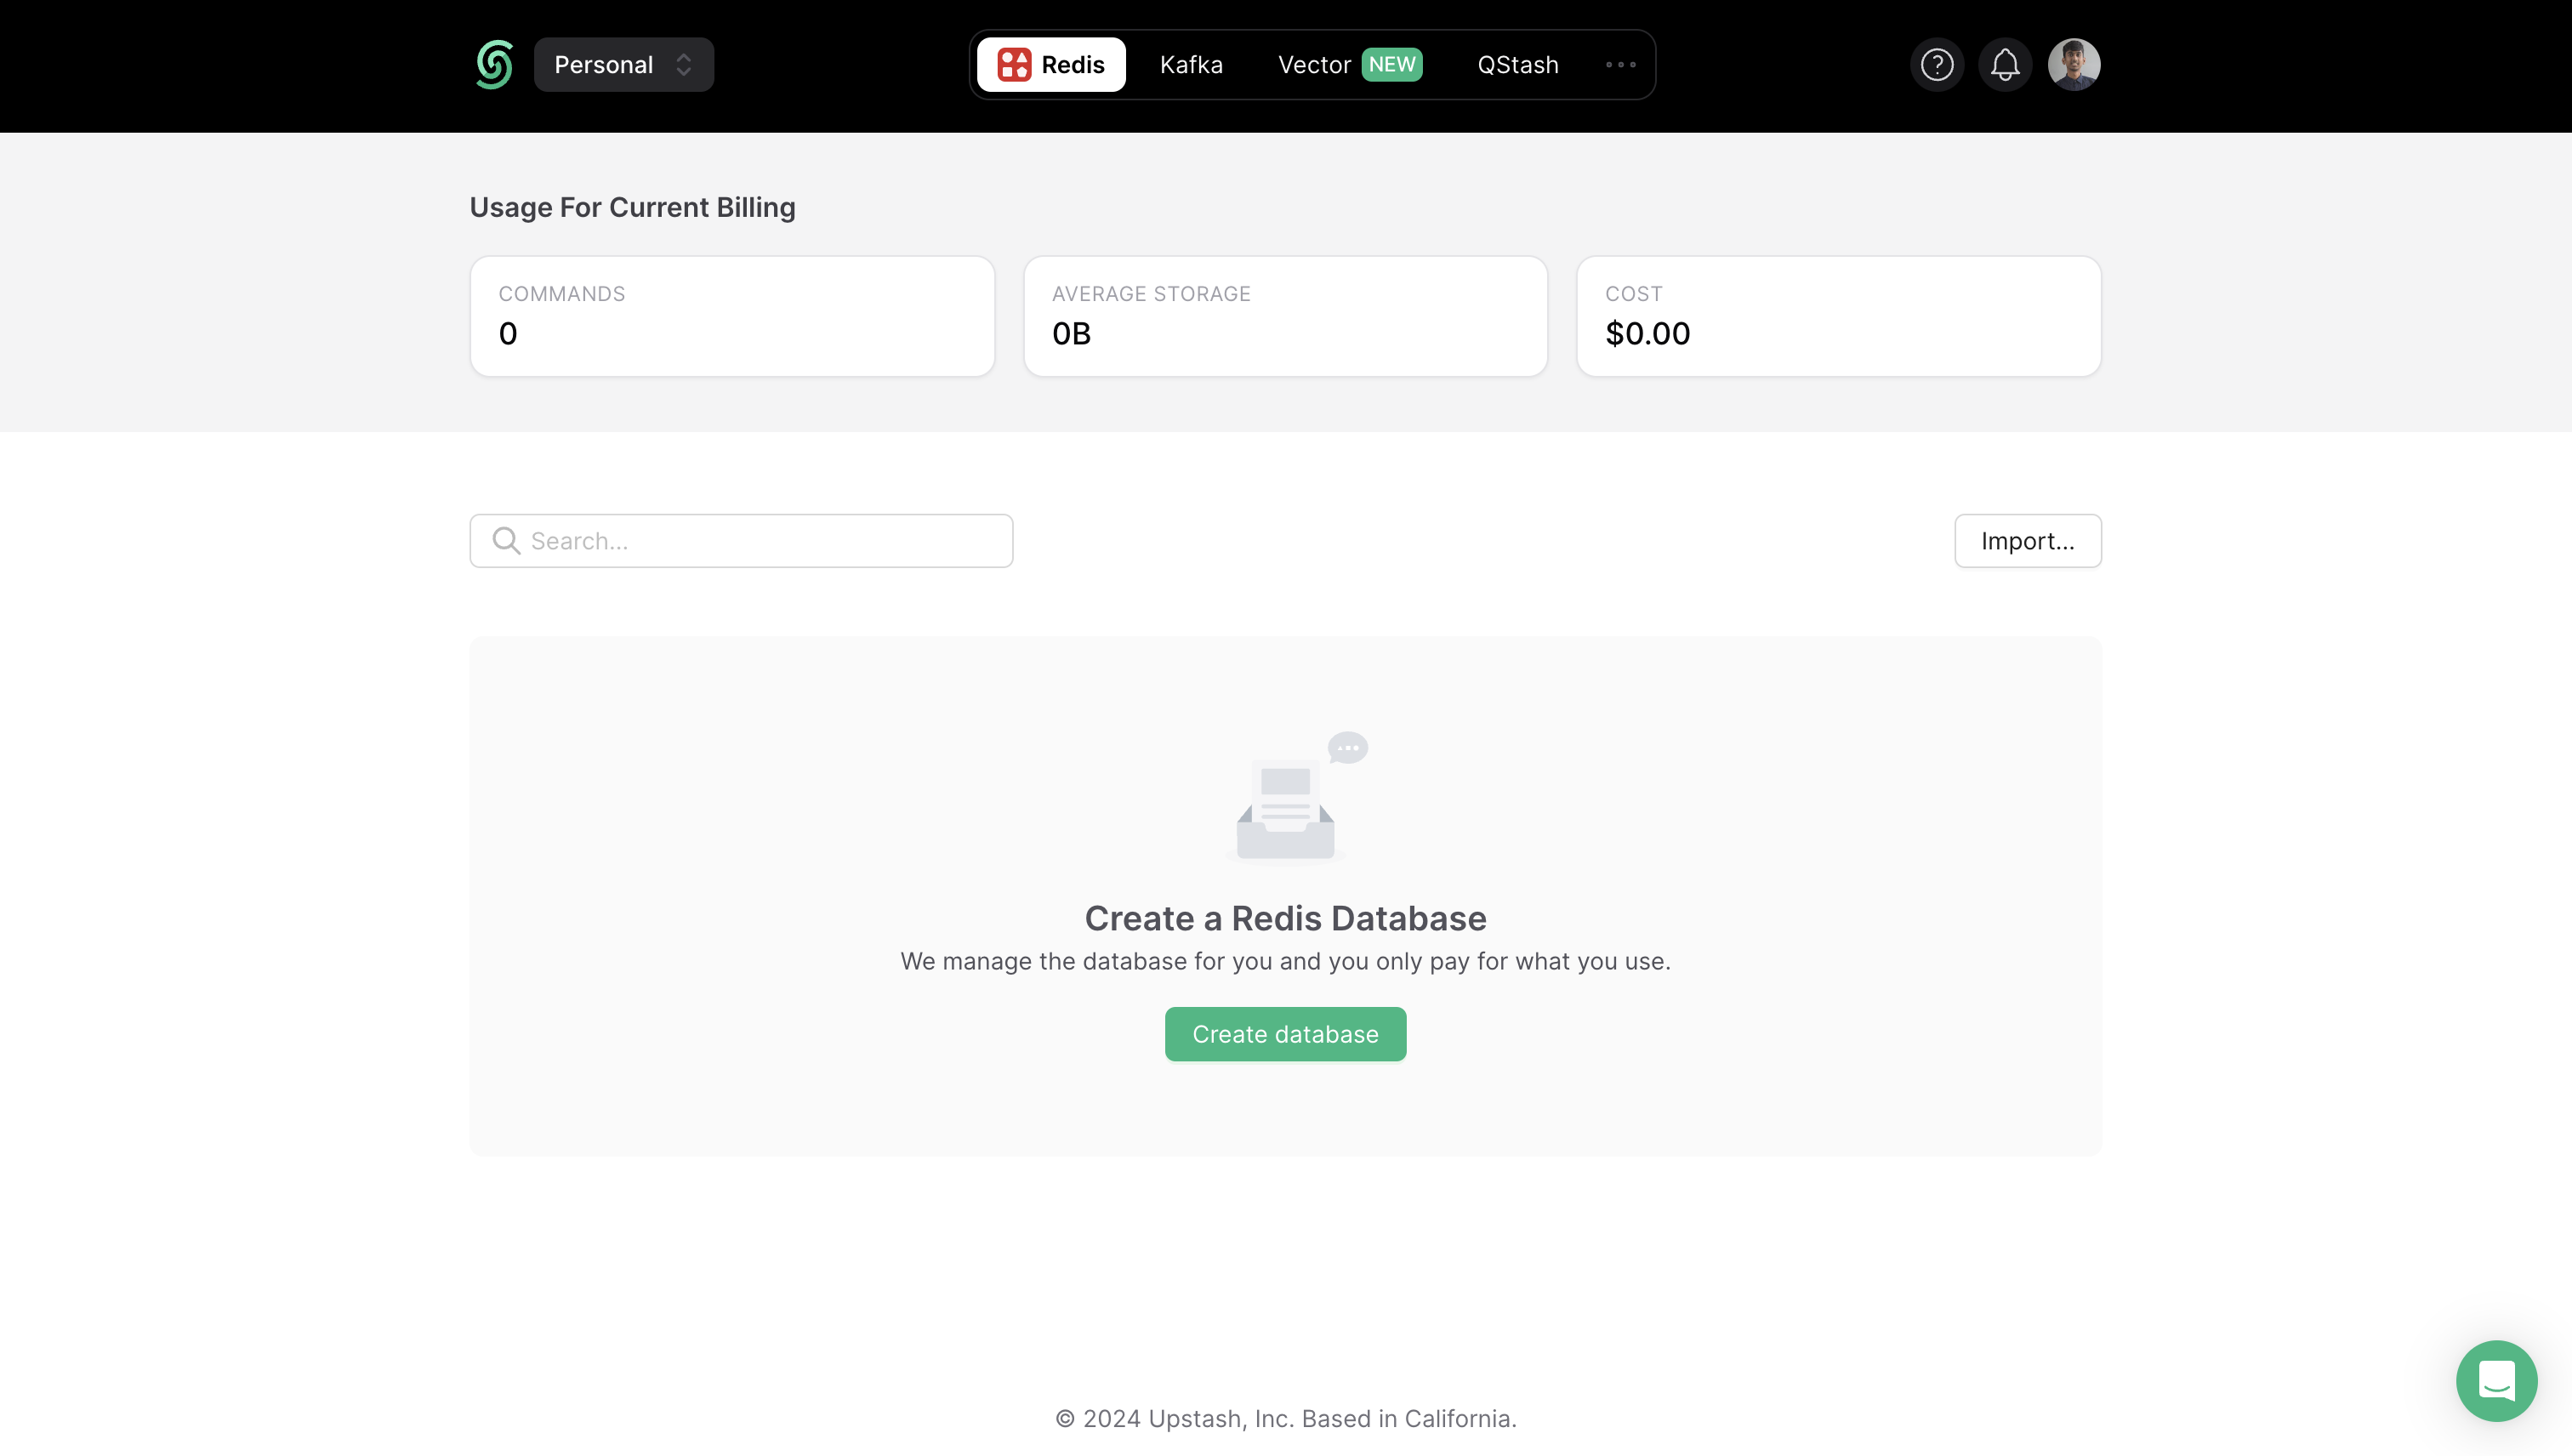 Personal
Redis
Kafka
Vector NEW
QStash
Usage For Current Billing
COMMANDS
0
AVERAGE STORAGE
0B
COST
$0.00
Search...
Import...
Create a Redis Database
We manage the database for you and you only pay for what you use.
Create database
© 2024 Upstash, Inc. Based in California.